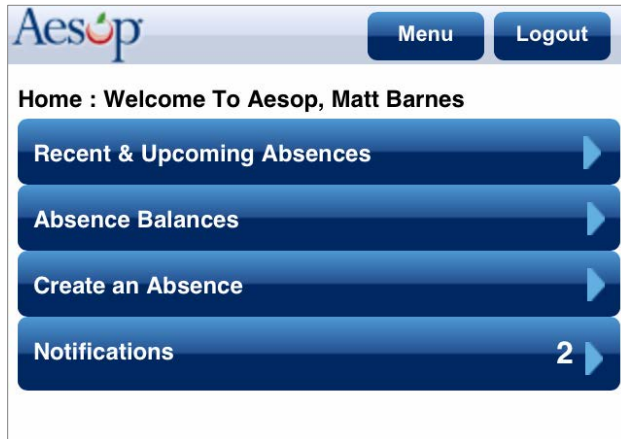 Aesop
Menu
Logout
Home : Welcome To Aesop, Matt Barnes
Recent & Upcoming Absences
Absence Balances
Create an Absence
Notifications 2